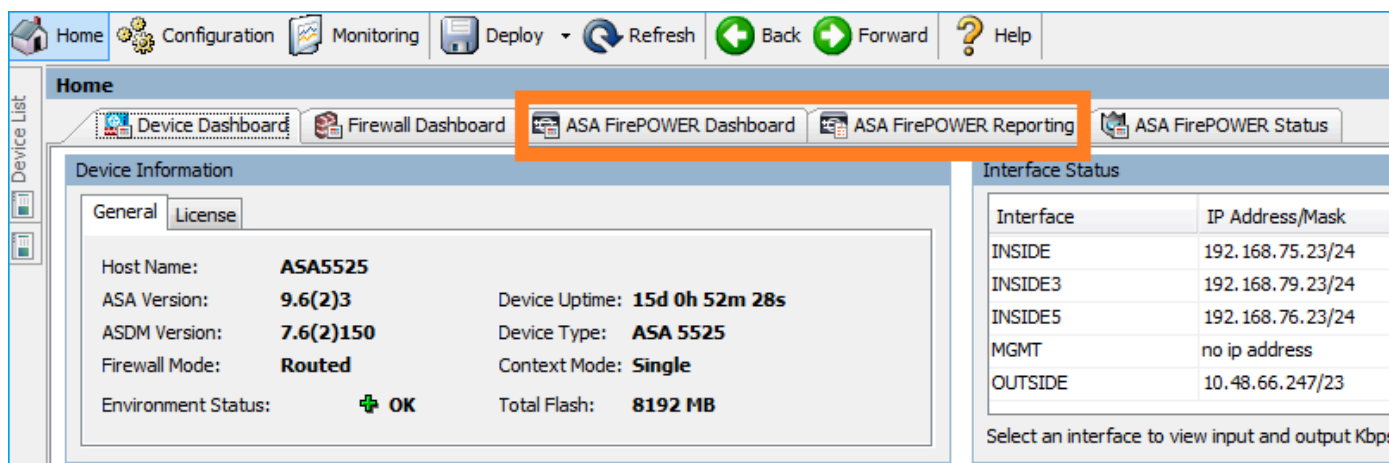 Home Configuration Monitoring Deploy Refresh Back Forward Help
Device List
Home
Device Dashboard Firewall Dashboard ASA FirePOWER Dashboard ASA FirePOWER Reporting ASA FirePOWER Status
Device Information
General License
Host Name: ASA5525
ASA Version: 9.6(2)3 Device Uptime: 15d 0h 52m 28s
ASDM Version: 7.6(2)150 Device Type: ASA 5525
Firewall Mode: Routed Context Mode: Single
Environment Status: OK Total Flash: 8192 MB
Interface Status
Interface IP Address/Mask
INSIDE 192.168.75.23/24
INSIDE3 192.168.79.23/24
INSIDE5 192.168.76.23/24
MGMT no ip address
OUTSIDE 10.48.66.247/23
Select an interface to view input and output Kbps